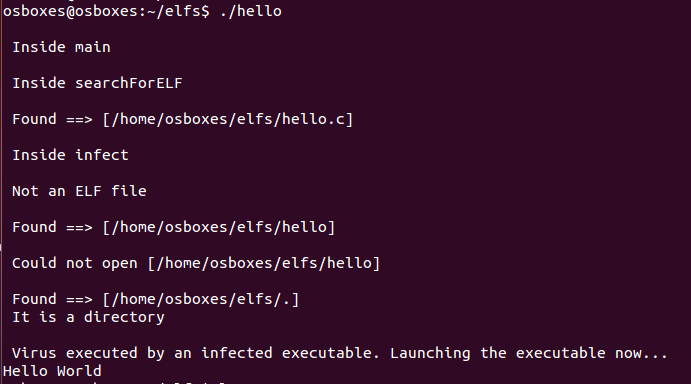 osboxes@osboxes:~/elfs$ ./hello
Inside main
Inside searchForELF
Found ==> [/home/osboxes/elfs/hello.c]
Inside infect
Not an ELF file
Found ==> [/home/osboxes/elfs/hello]
Could not open [/home/osboxes/elfs/hello]
Found ==> [/home/osboxes/elfs/.]
It is a directory
Virus executed by an infected executable. Launching the executable now...
Hello World